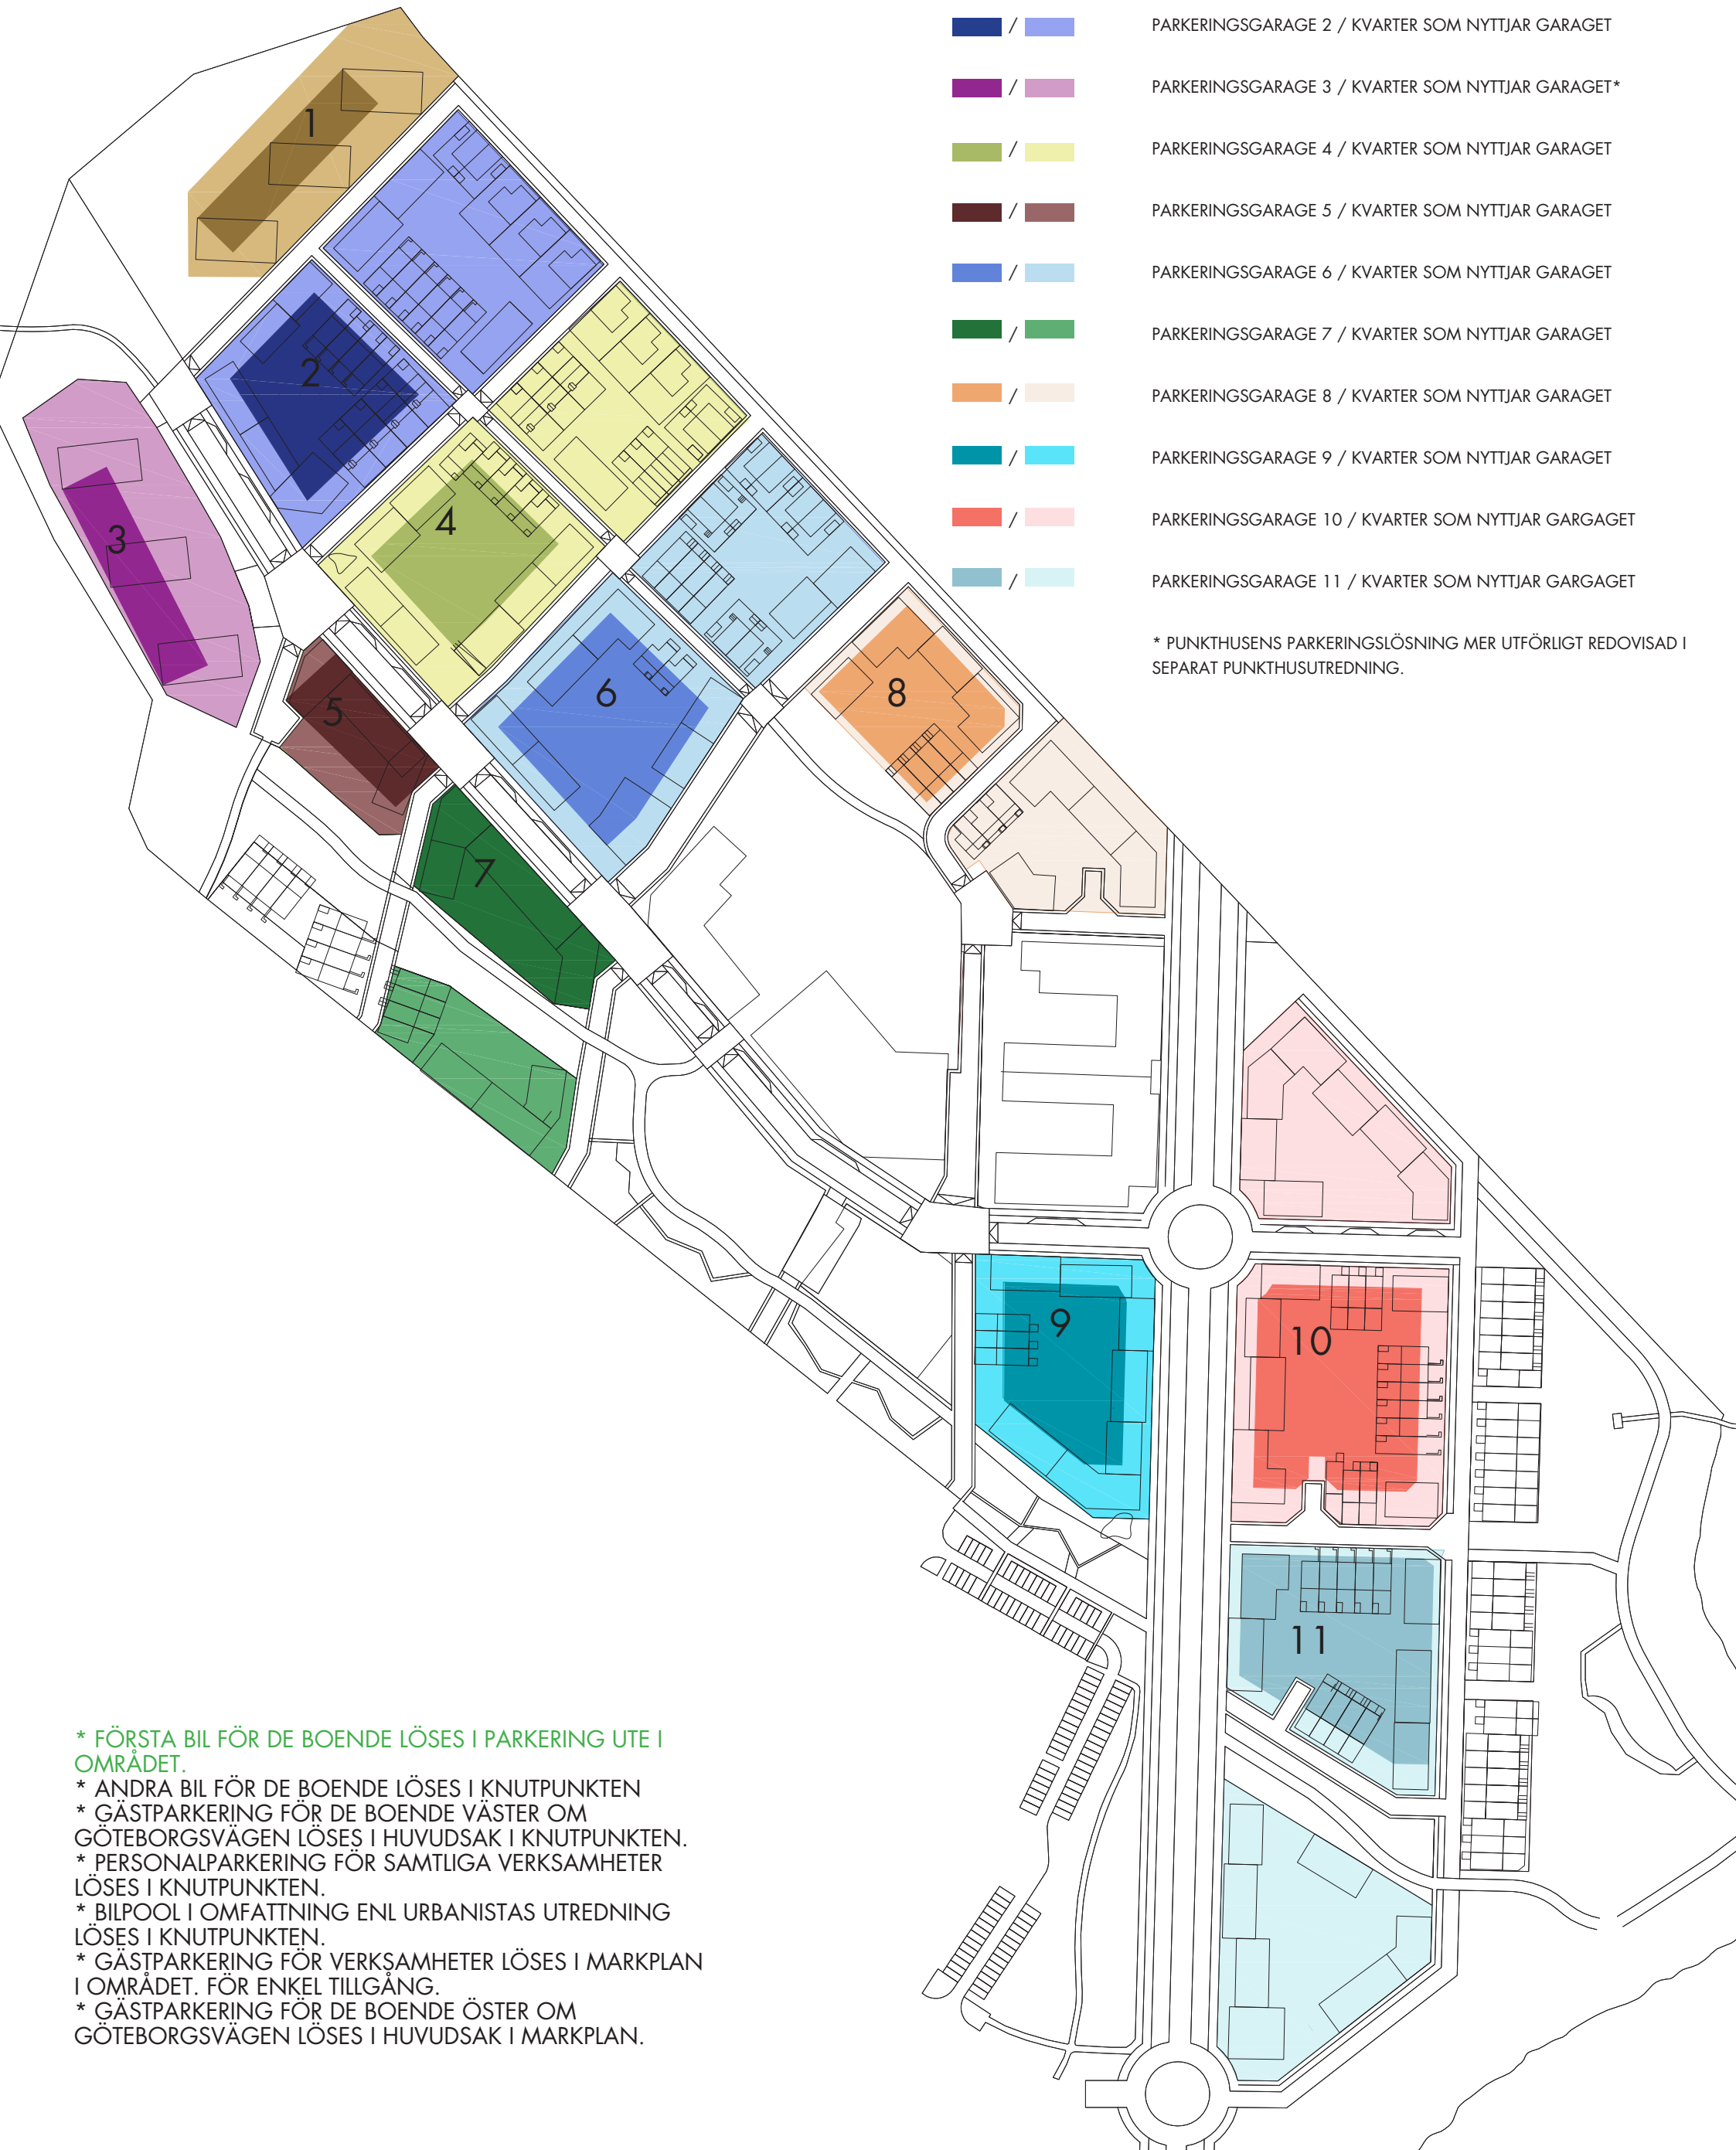 / PARKERINGSGARAGE 2 / KVARTER SOM NYTTJAR GARAGET
/ PARKERINGSGARAGE 3 / KVARTER SOM NYTTJAR GARAGET*
/ PARKERINGSGARAGE 4 / KVARTER SOM NYTTJAR GARAGET
/ PARKERINGSGARAGE 5 / KVARTER SOM NYTTJAR GARAGET
/ PARKERINGSGARAGE 6 / KVARTER SOM NYTTJAR GARAGET
/ PARKERINGSGARAGE 7 / KVARTER SOM NYTTJAR GARAGET
/ PARKERINGSGARAGE 8 / KVARTER SOM NYTTJAR GARAGET
/ PARKERINGSGARAGE 9 / KVARTER SOM NYTTJAR GARAGET
/ PARKERINGSGARAGE 10 / KVARTER SOM NYTTJAR GARGAGET
/ PARKERINGSGARAGE 11 / KVARTER SOM NYTTJAR GARGAGET
* PUNKTHUSENS PARKERINGSLÖSNING MER UTFÖRLIGT REDOVISAD I
SEPARAT PUNKTHUSUTREDNING.
1
2
3
4
5
6
8
7
9
10
11
* FÖRSTA BIL FÖR DE BOENDE LÖSES I PARKERING UTE I
OMRÅDET.
* ANDRA BIL FÖR DE BOENDE LÖSES I KNUTPUNKTEN
* GÄSTPARKERING FÖR DE BOENDE VÄSTER OM
GÖTEBORGSVÄGEN LÖSES I HUVUDSAK I KNUTPUNKTEN.
* PERSONALPARKERING FÖR SAMTLIGA VERKSAMHETER
LÖSES I KNUTPUNKTEN.
* BILPOOL I OMFATTNING ENL URBANISTAS UTREDNING
LÖSES I KNUTPUNKTEN.
* GÄSTPARKERING FÖR VERKSAMHETER LÖSES I MARKPLAN
I OMRÅDET. FÖR ENKEL TILLGÅNG.
* GÄSTPARKERING FÖR DE BOENDE ÖSTER OM
GÖTEBORGSVÄGEN LÖSES I HUVUDSAK I MARKPLAN.